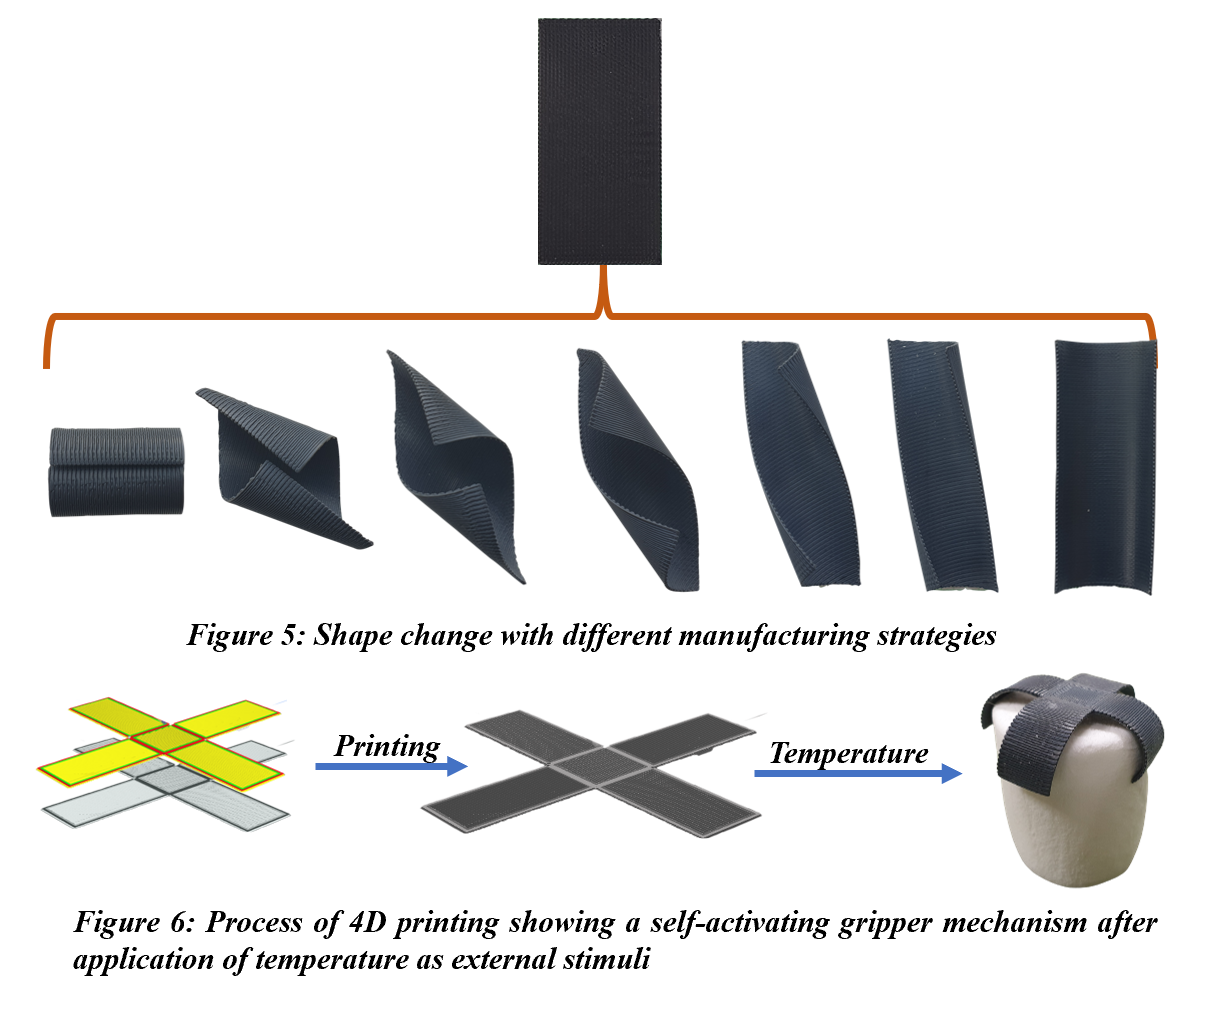 Figure 5: Shape change with different manufacturing strategies
Printing
Temperature
Figure 6: Process of 4D printing showing a self-activating gripper mechanism after
application of temperature as external stimuli